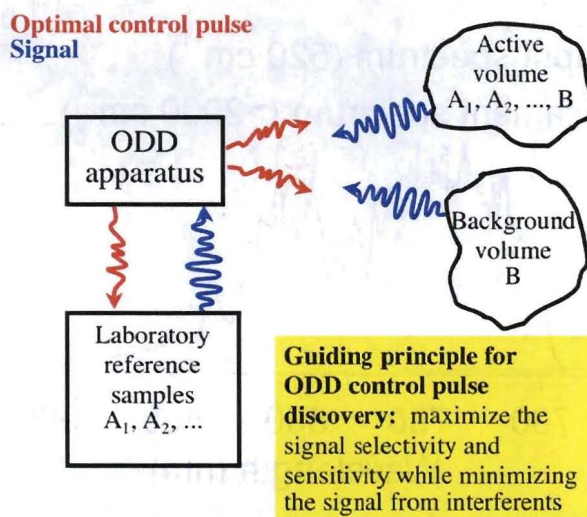 Optimal control pulse
Signal
ODD
apparatus
Active
volume
A₁, A₂, ..., B
Background
volume
B
Laboratory
reference
samples
A₁, A₂, ...
Guiding principle for
ODD control pulse
discovery: maximize the
signal selectivity and
sensitivity while minimizing
the signal from interferents